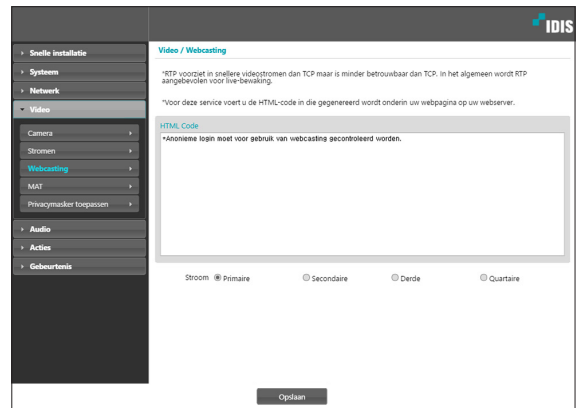 IDIS
Snelle installatie
Systeem
Netwerk
Video
Camera
Stromen
Webcasting
MAT
Privacymasker toepassen
Audio
Acties
Gebeurtenis
Video / Webcasting
*RTP voorziet in snellere videostromen dan TCP maar is minder betrouwbaar dan TCP. In het algemeen wordt RTP
aangebevolen voor live-bewaking.
*Voor deze service voert u de HTML-code in die gegenereerd wordt onderin uw webpagina op uw webserver.
HTML Code
*Anonieme login moet voor gebruik van webcasting gecontroleerd worden.
Stroom Primaire Secondaire Derde Quartaire
Opslaan